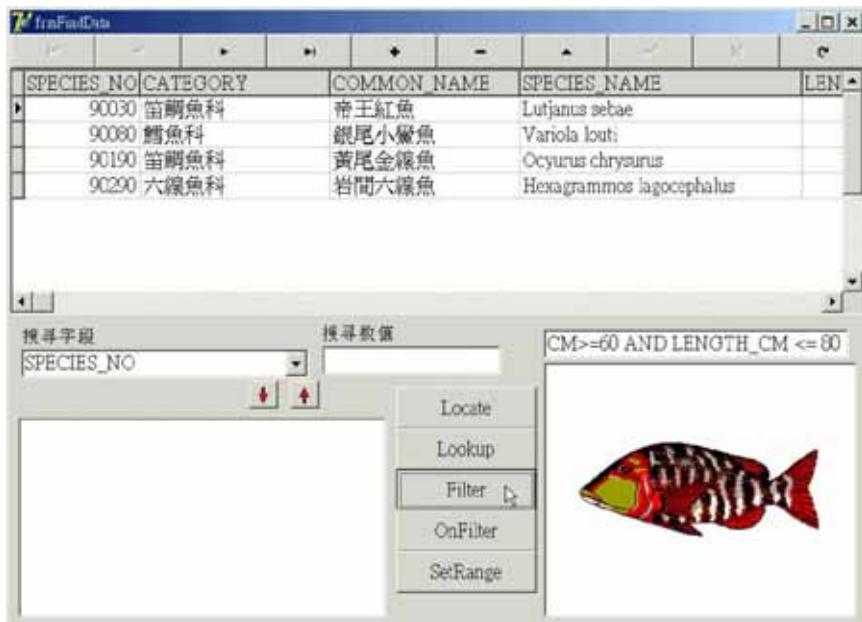 frmFindData
SPECIES_NO CATEGORY COMMON_NAME SPECIES_NAME LEN
90030 笛鯛魚科 帝王紅魚 Lutjanus sebae
90080 鱈魚科 銀尾小鱟魚 Variola louti
90190 笛鯛魚科 黃尾金線魚 Ocyurus chrysurus
90290 六線魚科 岩間六線魚 Hexagrammos lagocephalus
搜尋字段 搜尋數值
SPECIES_NO
CM>=60 AND LENGTH_CM <= 80
Locate
Lookup
Filter
OnFilter
SetRange